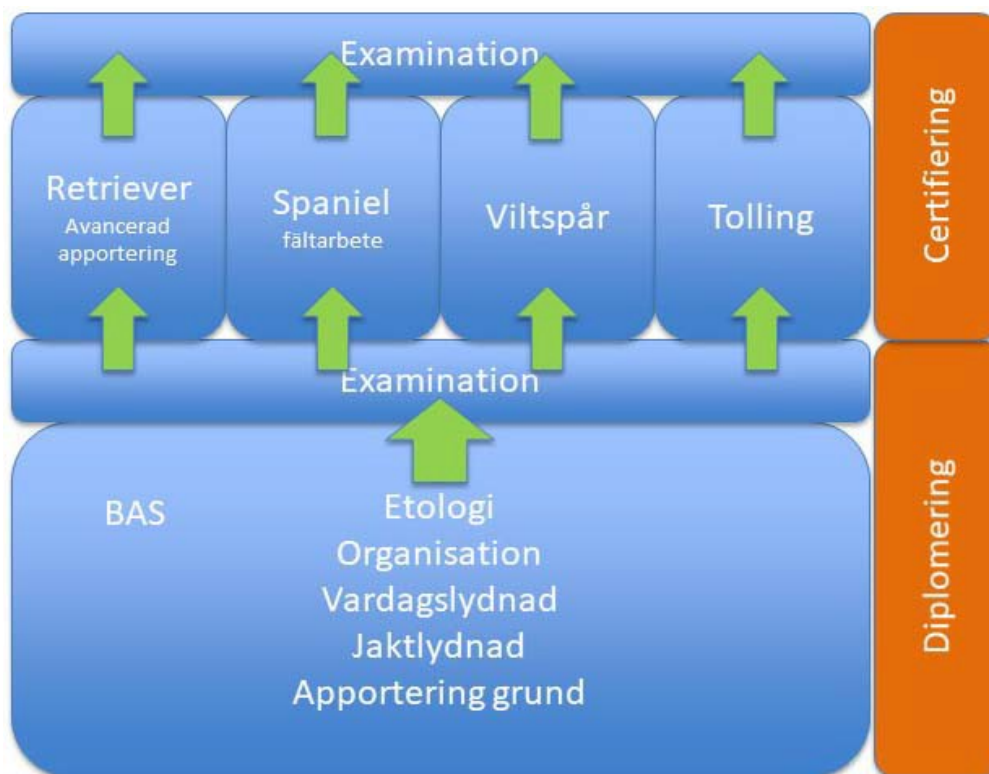 Examination
Retriever
Avancerad
apportering
Spaniel
fältarbete
Viltspår
Tolling
Certifiering
Examination
BAS
Etologi
Organisation
Vardagslydnad
Jaktlydnad
Apportering grund
Diplomering